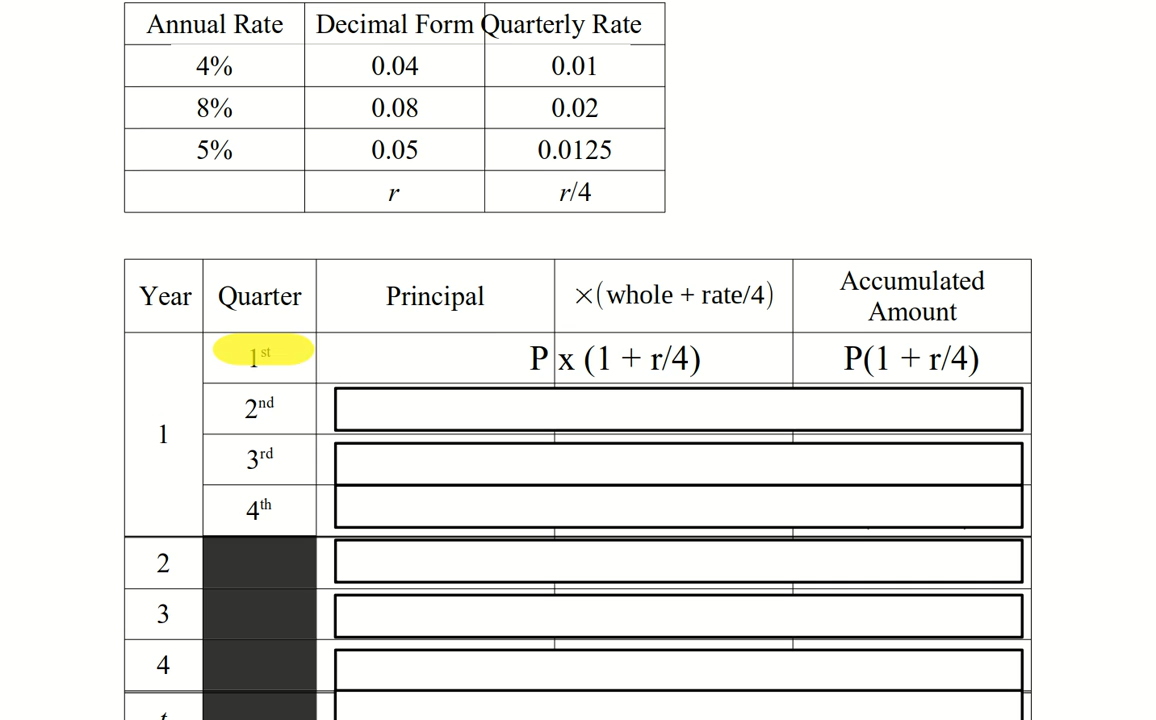 Annual Rate Decimal Form Quarterly Rate
4% 0.04 0.01
8% 0.08 0.02
5% 0.05 0.0125
r r/4
Year Quarter Principal ×(whole + rate/4) Accumulated Amount
1 1st P x (1 + r/4) P(1 + r/4)
2nd
3rd
4th
2
3
4
t